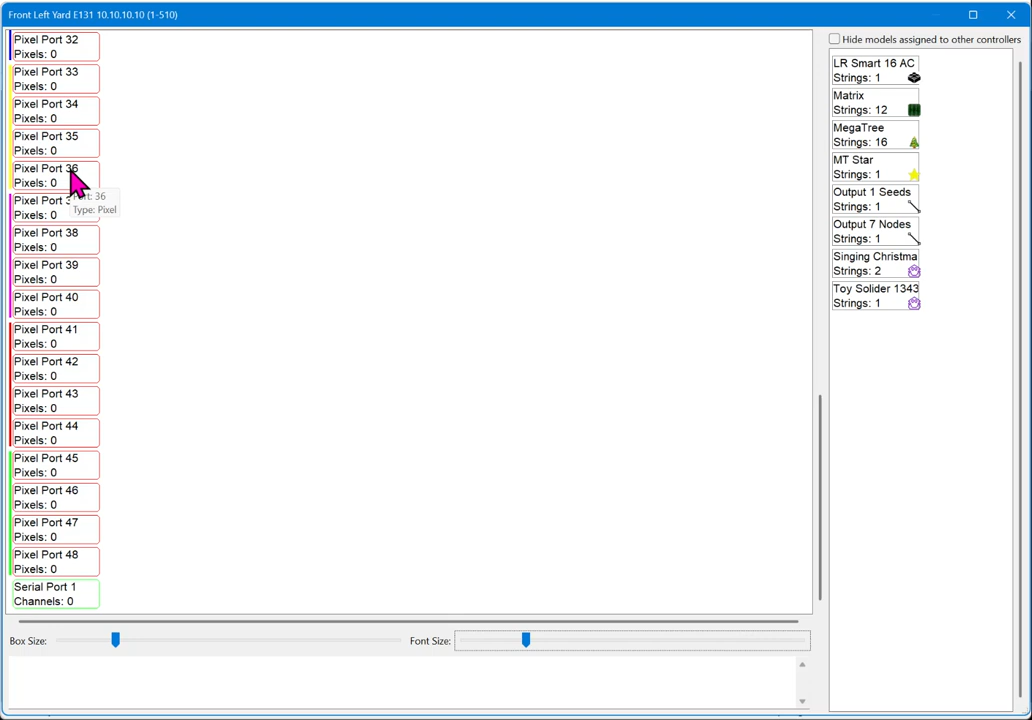 Front Left Yard E131 10.10.10.10 (1-510)
Pixel Port 32
Pixels: 0
Pixel Port 33
Pixels: 0
Pixel Port 34
Pixels: 0
Pixel Port 35
Pixels: 0
Pixel Port 36
Pixels: 0
Port: 36
Type: Pixel
Pixel Port
Pixels: 0
Pixel Port 38
Pixels: 0
Pixel Port 39
Pixels: 0
Pixel Port 40
Pixels: 0
Pixel Port 41
Pixels: 0
Pixel Port 42
Pixels: 0
Pixel Port 43
Pixels: 0
Pixel Port 44
Pixels: 0
Pixel Port 45
Pixels: 0
Pixel Port 46
Pixels: 0
Pixel Port 47
Pixels: 0
Pixel Port 48
Pixels: 0
Serial Port 1
Channels: 0
Box Size:
Font Size:
Hide models assigned to other controllers
LR Smart 16 AC
Strings: 1
Matrix
Strings: 12
MegaTree
Strings: 16
MT Star
Strings: 1
Output 1 Seeds
Strings: 1
Output 7 Nodes
Strings: 1
Singing Christma
Strings: 2
Toy Solider 1343
Strings: 1